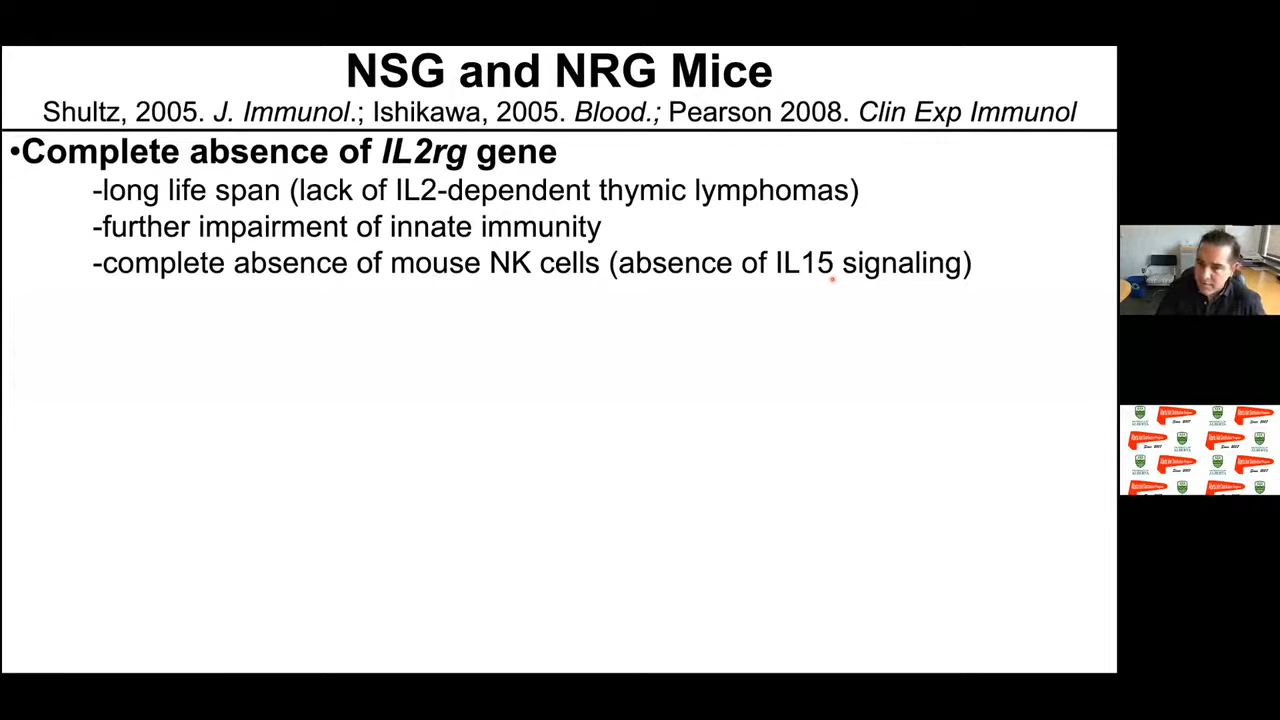 NSG and NRG Mice
Shultz, 2005. J. Immunol.; Ishikawa, 2005. Blood.; Pearson 2008. Clin Exp Immunol
•Complete absence of IL2rg gene
-long life span (lack of IL2-dependent thymic lymphomas)
-further impairment of innate immunity
-complete absence of mouse NK cells (absence of IL15 signaling)